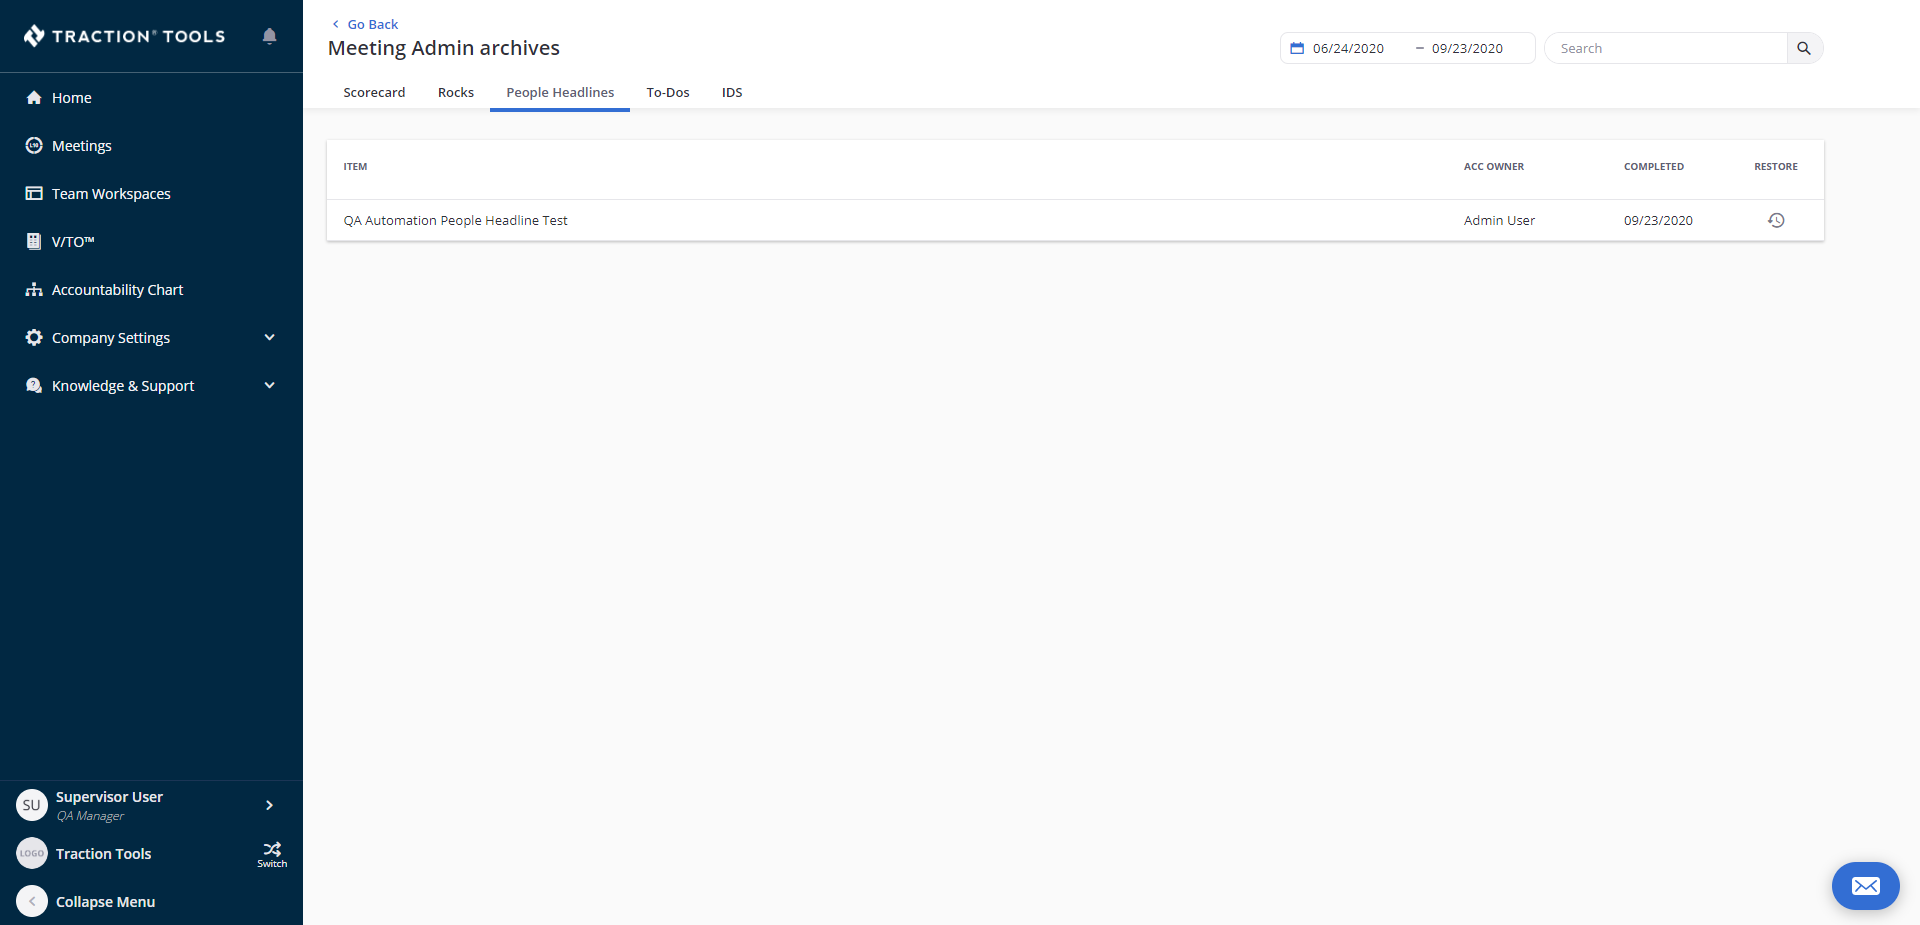 TRACTION® TOOLS
Home
Meetings
Team Workspaces
V/TO™
Accountability Chart
Company Settings
Knowledge & Support
SU
Supervisor User
QA Manager
LOGO
Traction Tools
Switch
Collapse Menu
Go Back
Meeting Admin archives
06/24/2020 – 09/23/2020
Search
Scorecard Rocks People Headlines To-Dos IDS
ITEM ACC OWNER COMPLETED RESTORE
QA Automation People Headline Test Admin User 09/23/2020